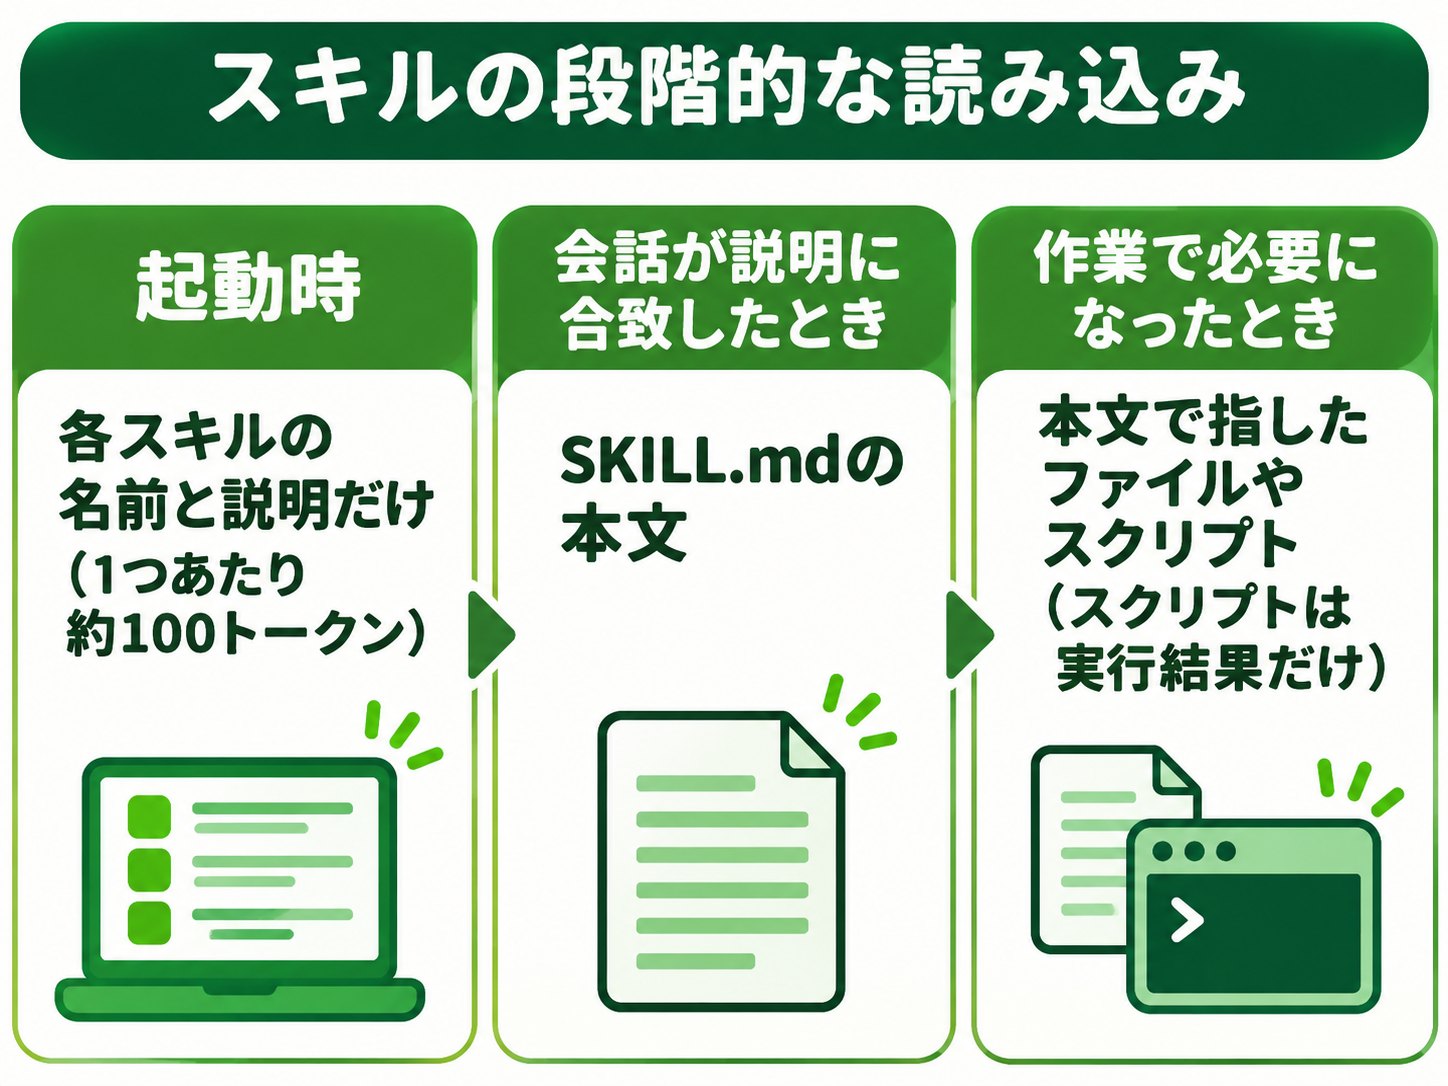 スキルの段階的な読み込み
起動時
各スキルの
名前と説明だけ
（1つあたり
約100トークン）
会話が説明に
合致したとき
SKILL.mdの
本文
作業で必要に
なったとき
本文で指した
ファイルや
スクリプト
（スクリプトは
実行結果だけ）